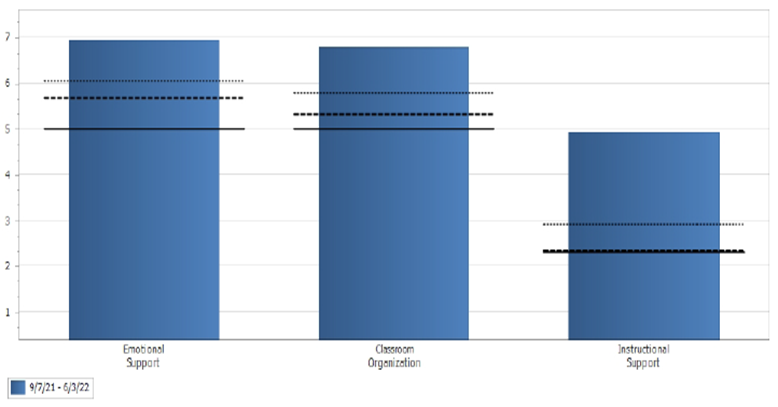 7
6
5
4
3
2
1
Emotional
Support
Classroom
Organization
Instructional
Support
9/7/21 - 6/3/22